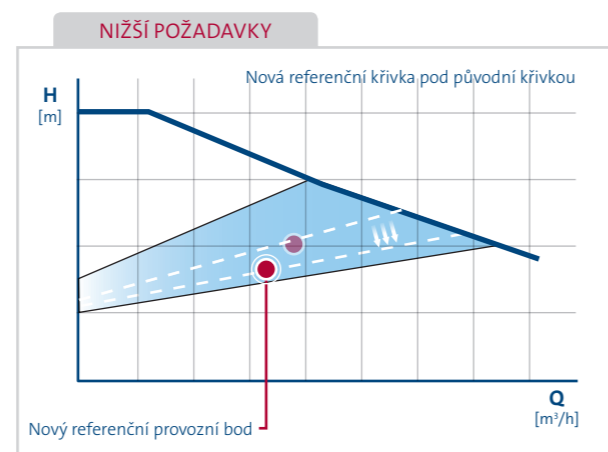 NIŽŠÍ POŽADAVKY
Nová referenční křivka pod původní křivkou
H
[m]
Q
[m³/h]
Nový referenční provozní bod